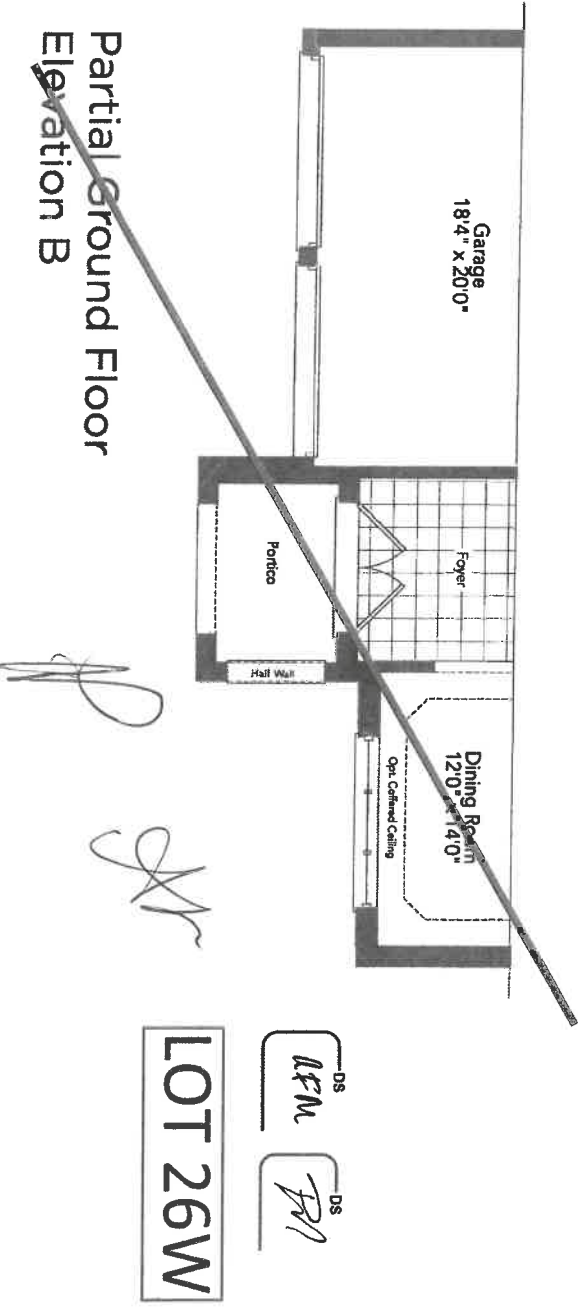 Garage
18'4" x 20'0"
Foyer
Portico
Half Wall
Dining Room
12'0" x 14'0"
Opt. Coffered Ceiling
Partial Ground Floor
Elevation B
DS
DS
LOT 26W